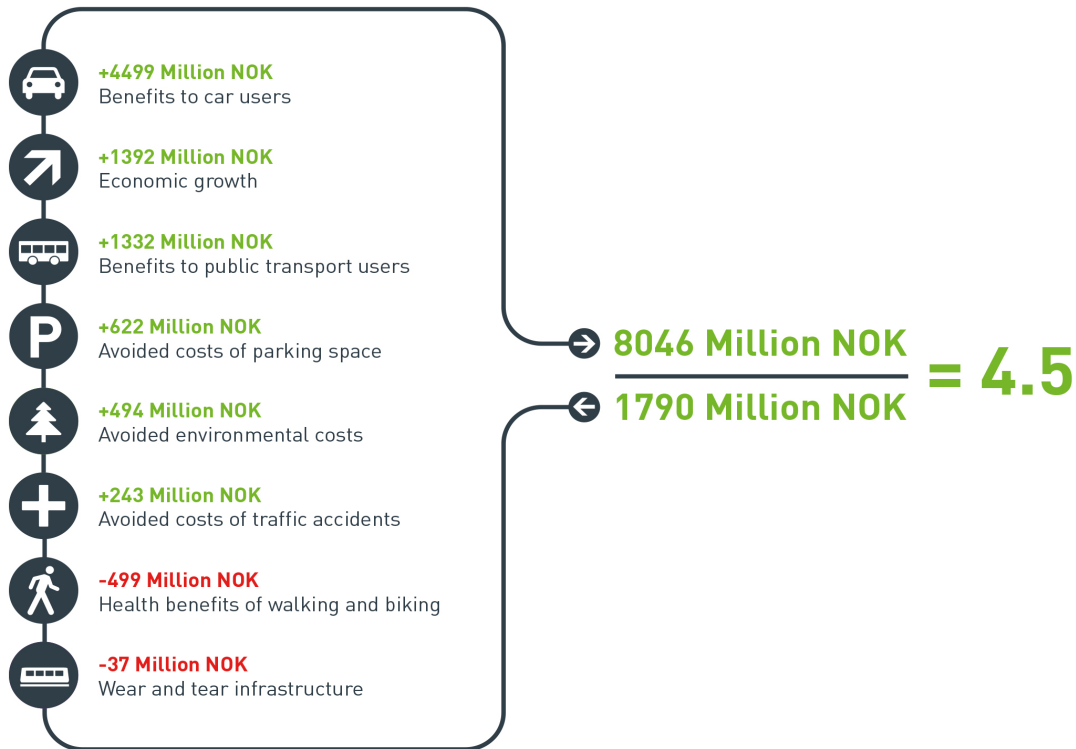 +4499 Million NOK
Benefits to car users
+1392 Million NOK
Economic growth
+1332 Million NOK
Benefits to public transport users
P
+622 Million NOK
Avoided costs of parking space
+494 Million NOK
Avoided environmental costs
+243 Million NOK
Avoided costs of traffic accidents
-499 Million NOK
Health benefits of walking and biking
-37 Million NOK
Wear and tear infrastructure
8046 Million NOK
1790 Million NOK
= 4.5